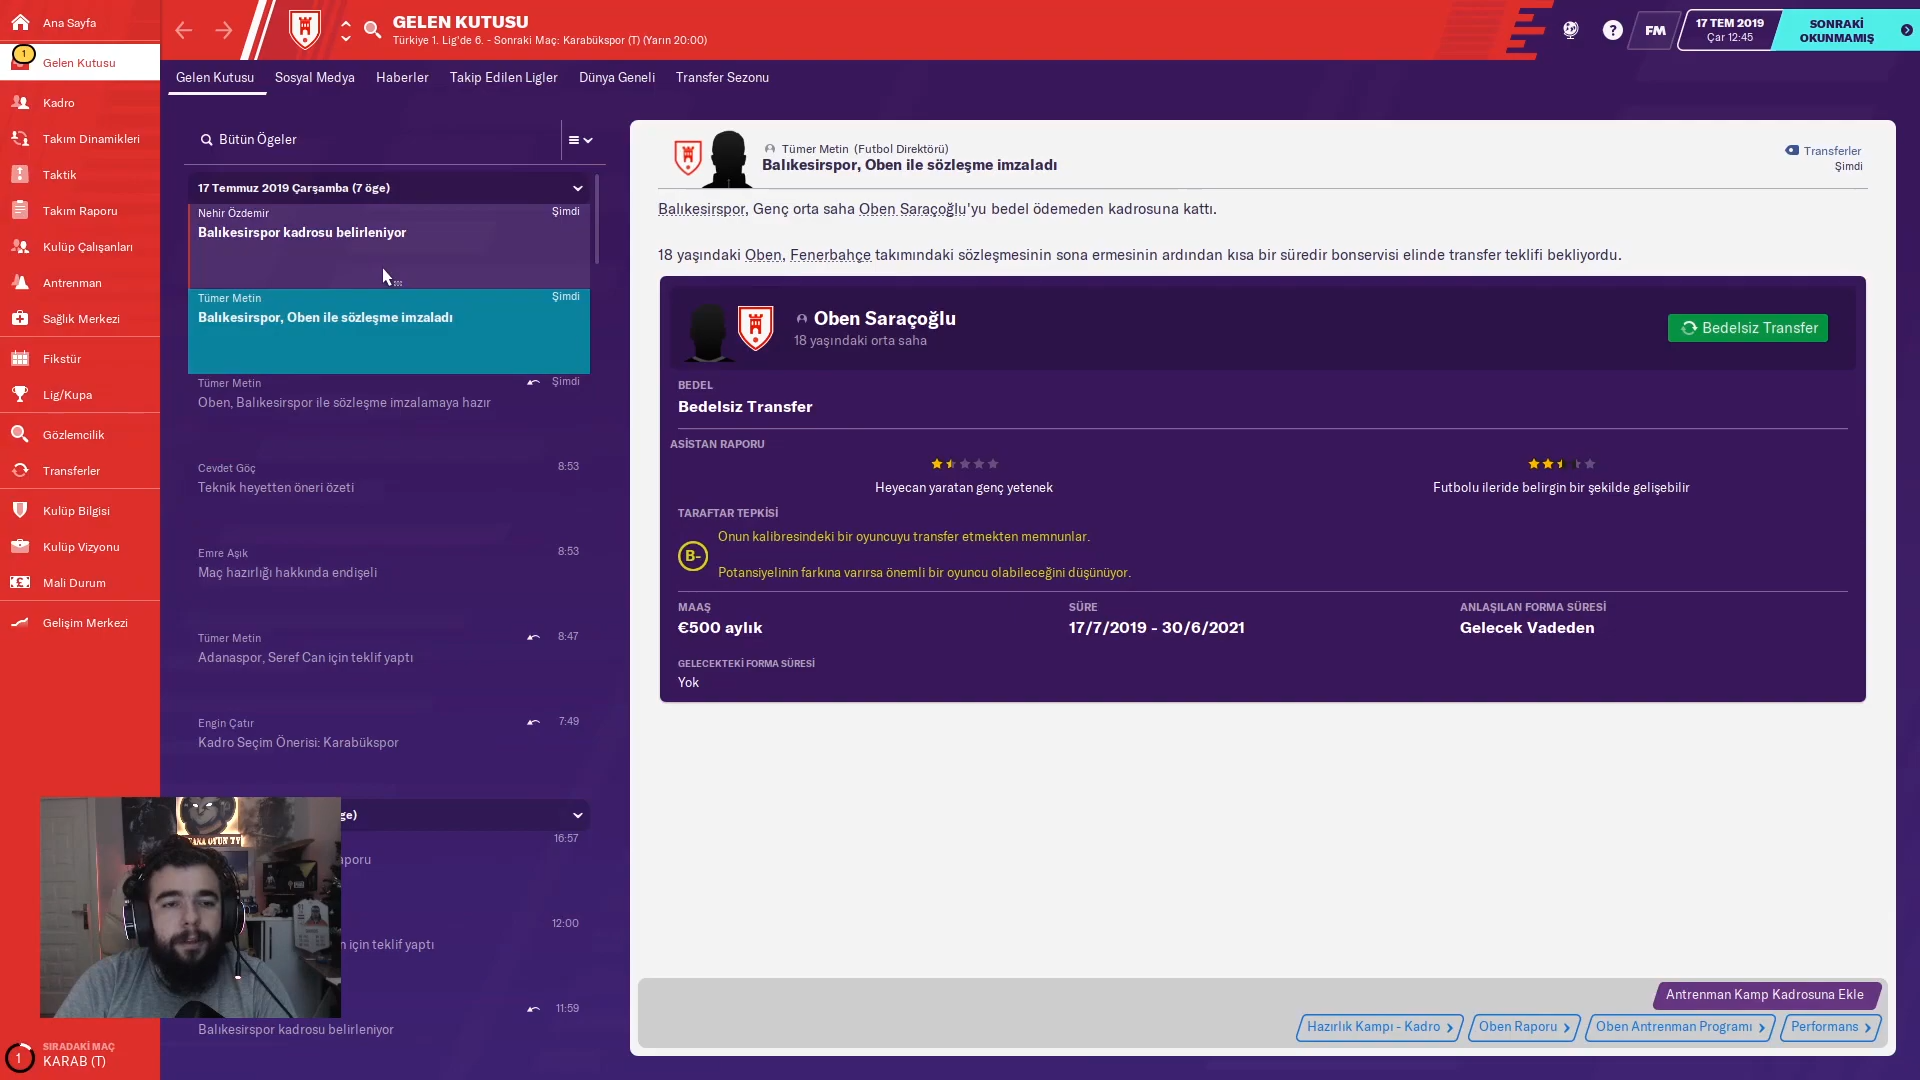 Ana Sayfa
1
Gelen Kutusu
Kadro
Takım Dinamikleri
Taktik
Takım Raporu
Kulüp Çalışanları
Antrenman
Sağlık Merkezi
Fikstür
Lig/Kupa
Gözlemcilik
Transferler
Kulüp Bilgisi
Kulüp Vizyonu
Mali Durum
Gelişim Merkezi
1
SIRADAKİ MAÇ
KARAB (T)
GELEN KUTUSU
Türkiye 1. Lig'de 6. - Sonraki Maç: Karabükspor (T) (Yarın 20:00)
?
FM
17 TEM 2019
Çar 12:45
SONRAKİ
OKUNMAMIŞ
Gelen Kutusu
Sosyal Medya
Haberler
Takip Edilen Ligler
Dünya Geneli
Transfer Sezonu
Bütün Ögeler
17 Temmuz 2019 Çarşamba (7 öge)
Nehir Özdemir Şimdi
Balıkesirspor kadrosu belirleniyor
Tümer Metin Şimdi
Balıkesirspor, Oben ile sözleşme imzaladı
Tümer Metin Şimdi
Oben, Balıkesirspor ile sözleşme imzalamaya hazır
Cevdet Göç 8:53
Teknik heyetten öneri özeti
Emre Aşık 8:53
Maç hazırlığı hakkında endişeli
Tümer Metin 8:47
Adanaspor, Seref Can için teklif yaptı
Engin Çatır 7:49
Kadro Seçim Önerisi: Karabükspor
ge)
16:57
aporu
12:00
n için teklif yaptı
11:59
Balıkesirspor kadrosu belirleniyor
OYUN TV
Tümer Metin (Futbol Direktörü)
Balıkesirspor, Oben ile sözleşme imzaladı
Transferler
Şimdi
Balıkesirspor, Genç orta saha Oben Saraçoğlu'yu bedel ödemeden kadrosuna kattı.
18 yaşındaki Oben, Fenerbahçe takımındaki sözleşmesinin sona ermesinin ardından kısa bir süredir bonservisi elinde transfer teklifi bekliyordu.
Oben Saraçoğlu
18 yaşındaki orta saha
Bedelsiz Transfer
BEDEL
Bedelsiz Transfer
ASİSTAN RAPORU
Heyecan yaratan genç yetenek
Futbolu ileride belirgin bir şekilde gelişebilir
TARAFTAR TEPKİSİ
B-
Onun kalibresindeki bir oyuncuyu transfer etmekten memnunlar.
Potansiyelinin farkına varırsa önemli bir oyuncu olabileceğini düşünüyor.
MAAŞ
€500 aylık
SÜRE
17/7/2019 - 30/6/2021
ANLAŞILAN FORMA SÜRESİ
Gelecek Vadeden
GELECEKTEKİ FORMA SÜRESİ
Yok
Antrenman Kamp Kadrosuna Ekle
Hazırlık Kampı - Kadro
Oben Raporu
Oben Antrenman Programı
Performans